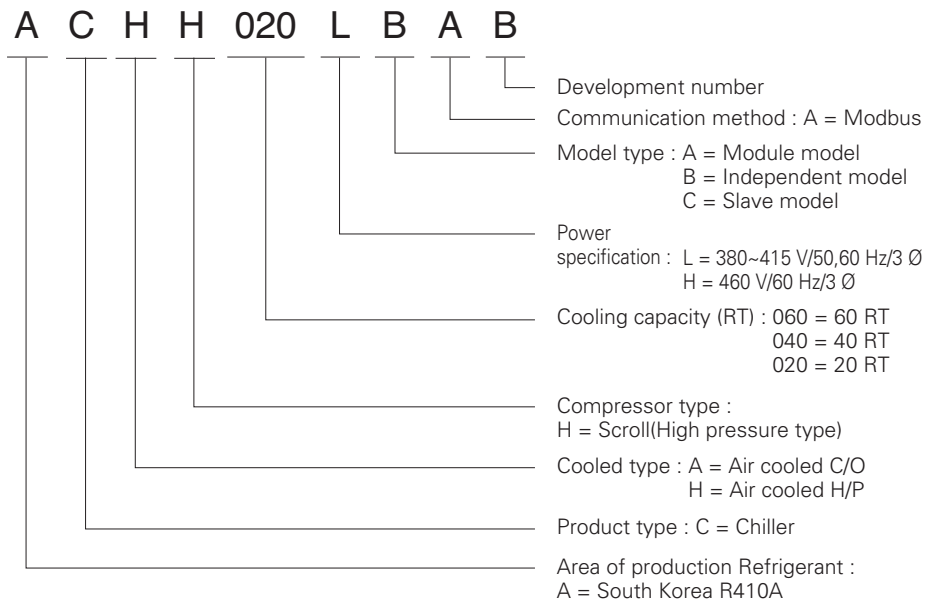 A C H H 020 L B A B
Development number
Communication method : A = Modbus
Model type : A = Module model
B = Independent model
C = Slave model
Power
specification : L = 380~415 V/50,60 Hz/3 Ø
H = 460 V/60 Hz/3 Ø
Cooling capacity (RT) : 060 = 60 RT
040 = 40 RT
020 = 20 RT
Compressor type :
H = Scroll(High pressure type)
Cooled type : A = Air cooled C/O
H = Air cooled H/P
Product type : C = Chiller
Area of production Refrigerant :
A = South Korea R410A